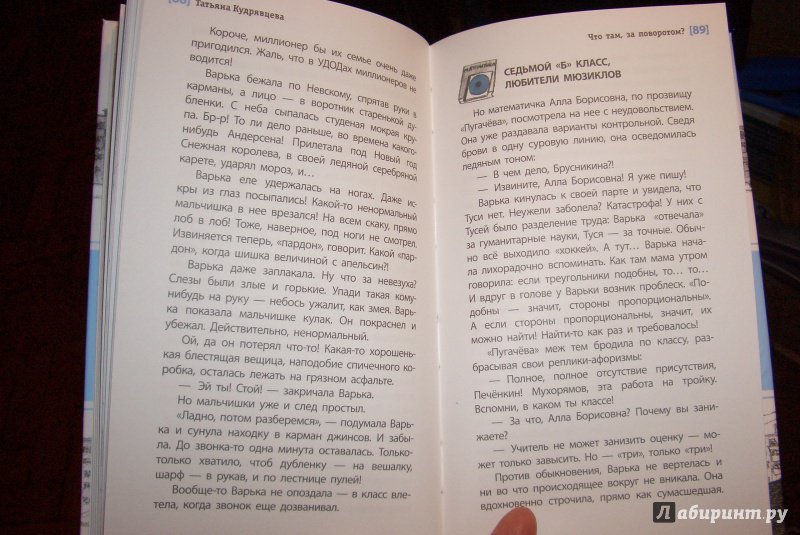 [88] Татьяна Кудрявцева
Короче, миллионер бы их семье очень даже
пригодился. Жаль, что в УДОДах миллионеров не
водится!
Варька бежала по Невскому, спрятав руки в
карманы, а лицо — в воротник старенькой ду-
бленки. С неба сыпалась студеная мокрая кру-
па. Бр-р! То ли дело раньше, во времена какого-
нибудь Андерсена! Прилетала под Новый год
Снежная королева, в своей ледяной серебряной
карете, ударял мороз, и…
Варька еле удержалась на ногах. Даже ис-
кры из глаз посыпались! Какой-то ненормальный
мальчишка в нее врезался! На всем скаку, прямо
лоб в лоб! Тоже, наверное, под ноги не смотрел.
Извиняется теперь, «пардон», говорит. Какой «пар-
дон», когда шишка величиной с апельсин?!
Варька даже заплакала. Ну что за невезуха?
Слезы были злые и горькие. Упади такая кому-
нибудь на руку — небось ужалит, как змея. Варь-
ка показала мальчишке кулак. Он покраснел и
убежал. Действительно, ненормальный.
Ой, да он потерял что-то! Какая-то хорошень-
кая блестящая вещица, наподобие спичечного ко-
робка, осталась лежать на грязном асфальте.
— Эй ты! Стой! — закричала Варька.
Но мальчишки уже и след простыл.
«Ладно, потом разберемся», — подумала Варь-
ка и сунула находку в карман джинсов. И забы-
ла. До звонка-то одна минута оставалась. Только-
только хватило, чтоб дубленку — на вешалку,
шарф — в рукав, и по лестнице пулей!
Вообще-то Варька не опоздала — в класс вле-
тела, когда звонок еще дозванивал.
Что там, за поворотом? [89]
МАТЕМАТИКА
СЕДЬМОЙ «Б» КЛАСС,
ЛЮБИТЕЛИ МЮЗИКЛОВ
Но математичка Алла Борисовна, по прозвищу
«Пугачёва», посмотрела на нее с неудовольствием.
Она уже раздавала варианты контрольной. Сведя
брови в одну суровую линию, она осведомилась
ледяным тоном:
— В чем дело, Брусникина?!
— Извините, Алла Борисовна! Я уже пишу!
Варька кинулась к своей парте и увидела, что
Туси нет. Неужели заболела? Катастрофа! У них с
Тусей было разделение труда: Варька «отвечала»
за гуманитарные науки, Туся — за точные. Обыч-
но всё выходило «хоккей». А тут… Варька нача-
ла лихорадочно вспоминать. Как там мама утром
говорила: если треугольники подобны, то… то…
И вдруг в голове у Варьки возник проблеск. «По-
добны — значит, стороны пропорциональны».
А если стороны пропорциональны, значит, их
можно найти! Найти-то как раз и требовалось!
«Пугачёва» меж тем бродила по классу, раз-
брасывая свои реплики-афоризмы:
— Полное, полное отсутствие присутствия,
Печёнкин! Мухорямов, эта работа на тройку.
Вспомни, в каком ты классе!
— За что, Алла Борисовна? Почему вы зани-
жаете?
— Учитель не может занизить оценку — мо-
жет только завысить. Но — «три», только «три»!
Против обыкновения, Варька не вертелась и
ни во что происходящее вокруг не вникала. Она
вдохновенно строчила, прямо как сумасшедшая.
Лабиринт.ру